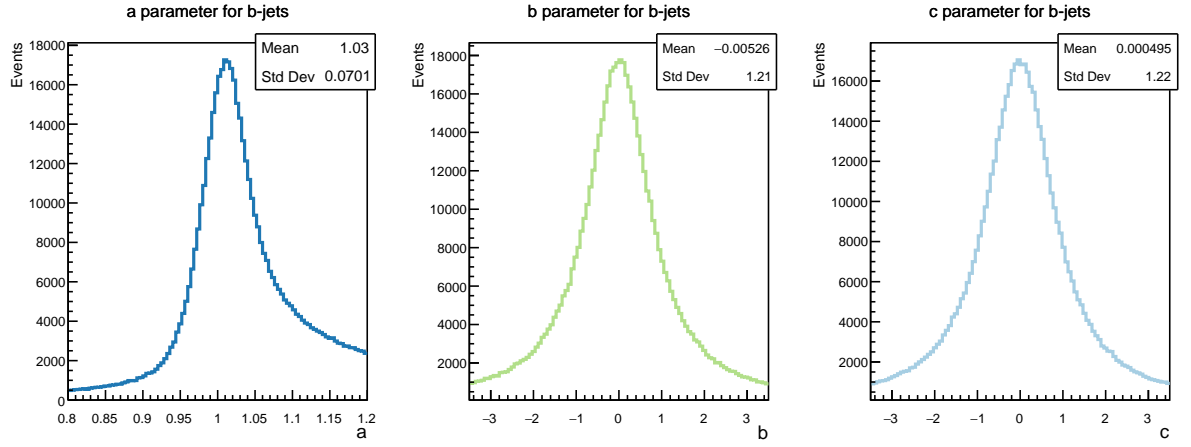 a parameter for b-jets
Events
Mean 1.03
Std Dev 0.0701
18000
16000
14000
12000
10000
8000
6000
4000
2000
0
0.8 0.85 0.9 0.95 1 1.05 1.1 1.15 1.2
a
b parameter for b-jets
Events
Mean −0.00526
Std Dev 1.21
18000
16000
14000
12000
10000
8000
6000
4000
2000
−3 −2 −1 0 1 2 3
b
c parameter for b-jets
Events
Mean 0.000495
Std Dev 1.22
16000
14000
12000
10000
8000
6000
4000
2000
−3 −2 −1 0 1 2 3
c